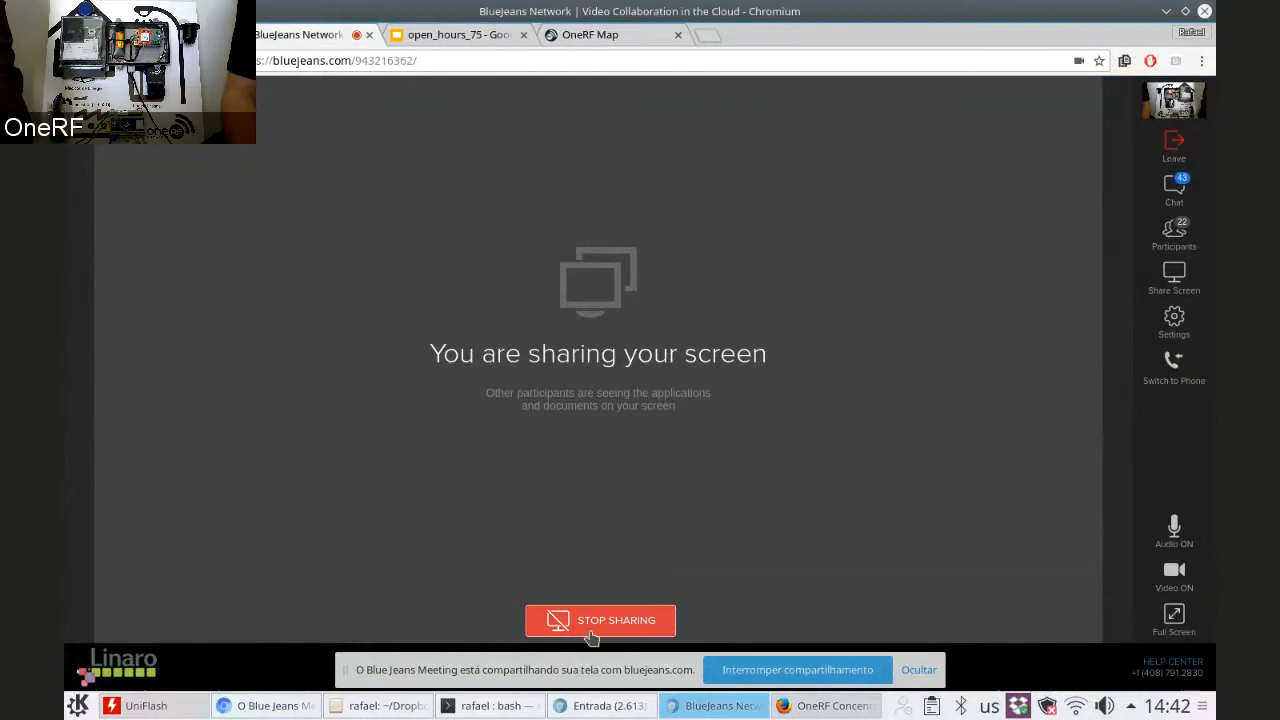 BlueJeans Network | Video Collaboration in the Cloud - Chromium
BlueJeans Network
open_hours_75 - Goo
OneRF Map
Rafael
s://bluejeans.com/943216362/
OneRF
Leave
43
Chat
22
Participants
Share Screen
Settings
Switch to Phone
You are sharing your screen
Other participants are seeing the applications
and documents on your screen
Audio ON
Video ON
Full Screen
STOP SHARING
Linaro
O Blue Jeans Meeting está compartilhando sua tela com bluejeans.com.
Interromper compartilhamento
Ocultar
HELP CENTER
+1 (408) 791 2830
UniFlash
O Blue Jeans Me
rafael: ~/Dropbo
rafael : bash —
Entrada (2.613)
BlueJeans Netw
OneRF Concent
us
14:42